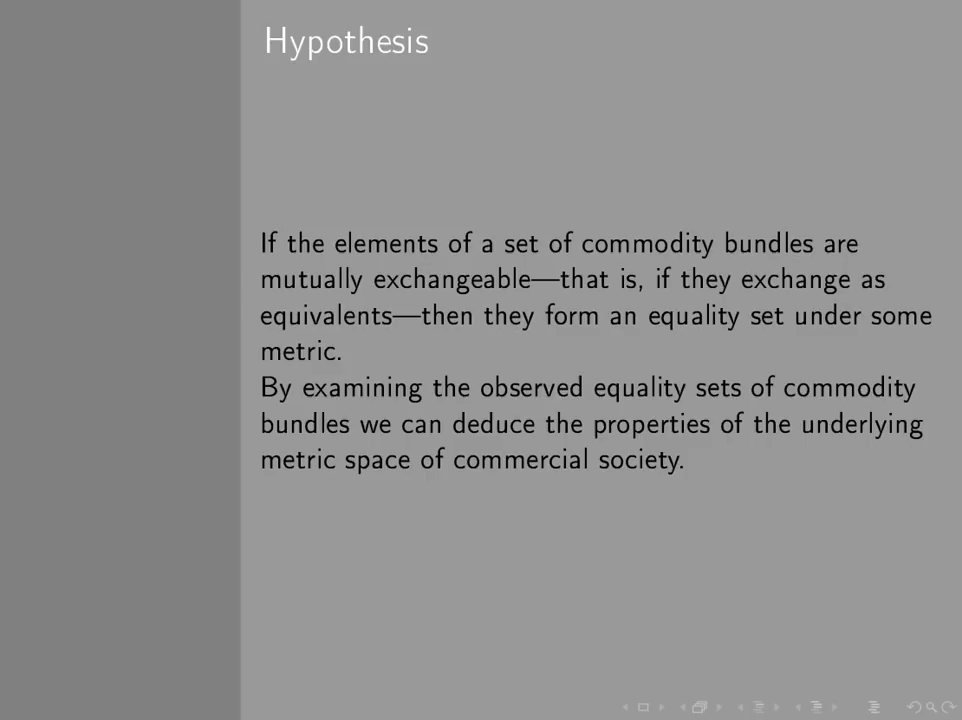 Hypothesis
If the elements of a set of commodity bundles are
mutually exchangeable—that is, if they exchange as
equivalents—then they form an equality set under some
metric.
By examining the observed equality sets of commodity
bundles we can deduce the properties of the underlying
metric space of commercial society.